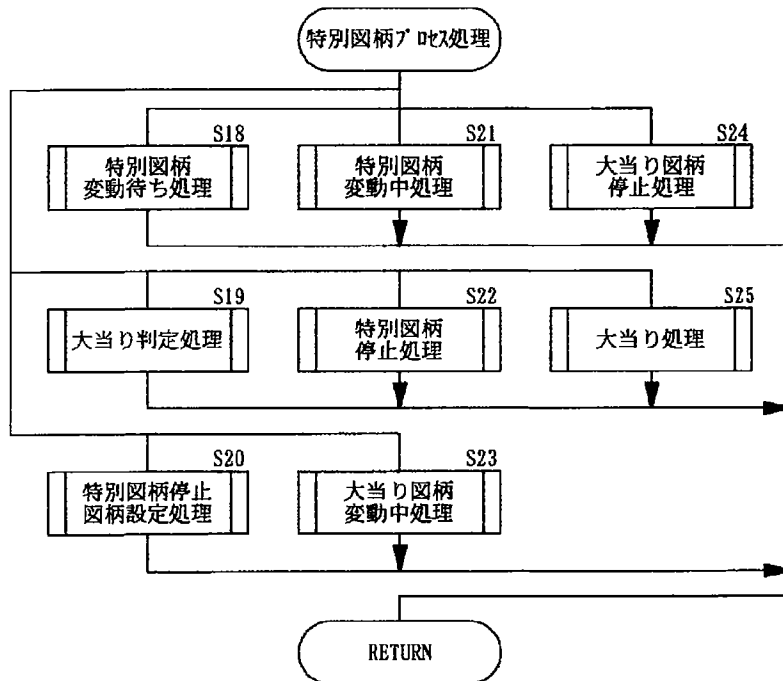 特別図柄ﾌﾟﾛｾｽ処理
S18
特別図柄
変動待ち処理
S21
特別図柄
変動中処理
S24
大当り図柄
停止処理
S19
大当り判定処理
S22
特別図柄
停止処理
S25
大当り処理
S20
特別図柄停止
図柄設定処理
S23
大当り図柄
変動中処理
RETURN